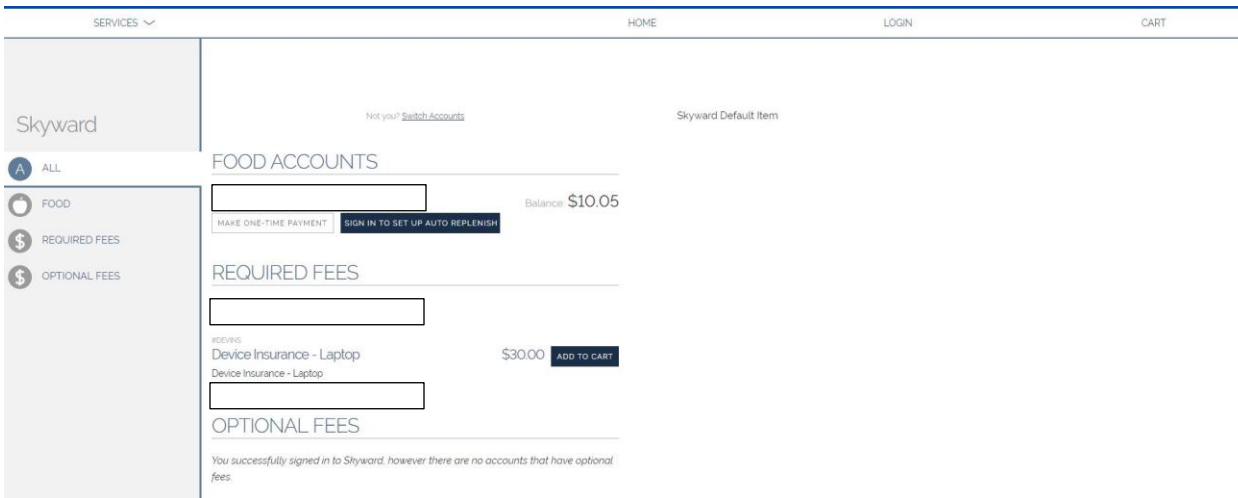 SERVICES
HOME
LOGIN
CART
Skyward
A ALL
FOOD
$ REQUIRED FEES
$ OPTIONAL FEES
Not you? Switch Accounts
Skyward Default Item
FOOD ACCOUNTS
Balance: $10.05
MAKE ONE-TIME PAYMENT
SIGN IN TO SET UP AUTO REPLENISH
REQUIRED FEES
#DEVINS
Device Insurance - Laptop
$30.00
ADD TO CART
Device Insurance - Laptop
OPTIONAL FEES
You successfully signed in to Skyward, however there are no accounts that have optional
fees.